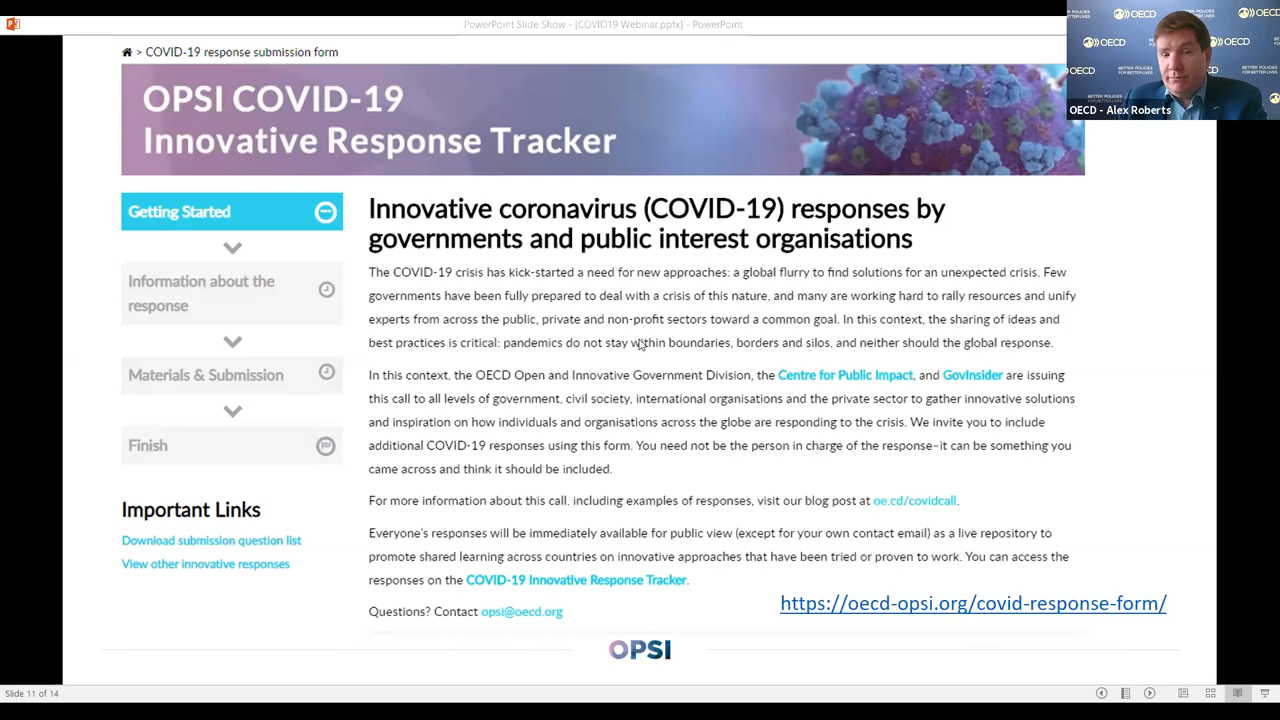 PowerPoint Slide Show - [COVID19 Webinar.pptx] - PowerPoint
OECD
OECD
OECD
OECD
BETTER POLICIES
FOR BETTER LIVES
OECD - Alex Roberts
> COVID-19 response submission form
OPSI COVID-19
Innovative Response Tracker
Getting Started
Information about the
response
Materials & Submission
Finish
Important Links
Download submission question list
View other innovative responses
Innovative coronavirus (COVID-19) responses by
governments and public interest organisations
The COVID-19 crisis has kick-started a need for new approaches: a global flurry to find solutions for an unexpected crisis. Few
governments have been fully prepared to deal with a crisis of this nature, and many are working hard to rally resources and unify
experts from across the public, private and non-profit sectors toward a common goal. In this context, the sharing of ideas and
best practices is critical: pandemics do not stay within boundaries, borders and silos, and neither should the global response.
In this context, the OECD Open and Innovative Government Division, the Centre for Public Impact, and GovInsider are issuing
this call to all levels of government, civil society, international organisations and the private sector to gather innovative solutions
and inspiration on how individuals and organisations across the globe are responding to the crisis. We invite you to include
additional COVID-19 responses using this form. You need not be the person in charge of the response–it can be something you
came across and think it should be included.
For more information about this call, including examples of responses, visit our blog post at oe.cd/covidcall.
Everyone's responses will be immediately available for public view (except for your own contact email) as a live repository to
promote shared learning across countries on innovative approaches that have been tried or proven to work. You can access the
responses on the COVID-19 Innovative Response Tracker.
Questions? Contact opsi@oecd.org
https://oecd-opsi.org/covid-response-form/
OPSI
Slide 11 of 14